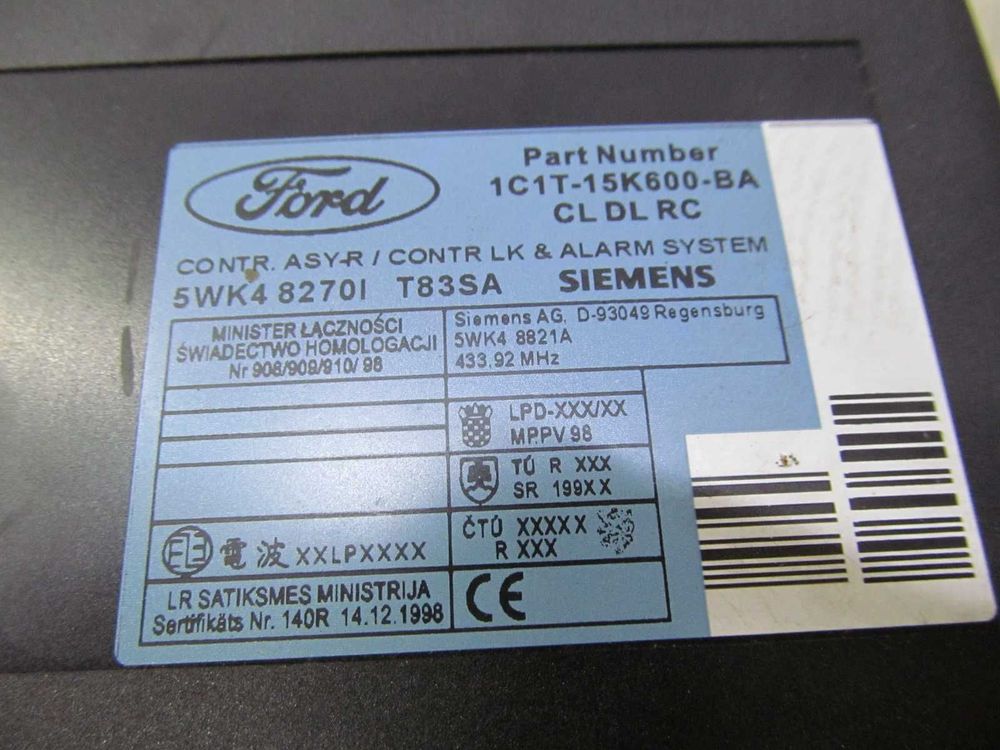 Ford
Part Number
1C1T-15K600-BA
CL DL RC
CONTR. ASY-R / CONTR LK & ALARM SYSTEM
5WK4 8270I T83SA SIEMENS
MINISTER ŁĄCZNOŚCI
ŚWIADECTWO HOMOLOGACJI
Nr 908/909/910/ 98
Siemens AG, D-93049 Regensburg
5WK4 8821A
433,92 MHz
LPD-XXX/XX
MP.PV 98
TÚ R XXX
SR 199XX
電波 XXLPXXXX
ČTÚ XXXXX
R XXX
LR SATIKSMES MINISTRIJA
Sertifikāts Nr. 140R 14.12.1998
CE